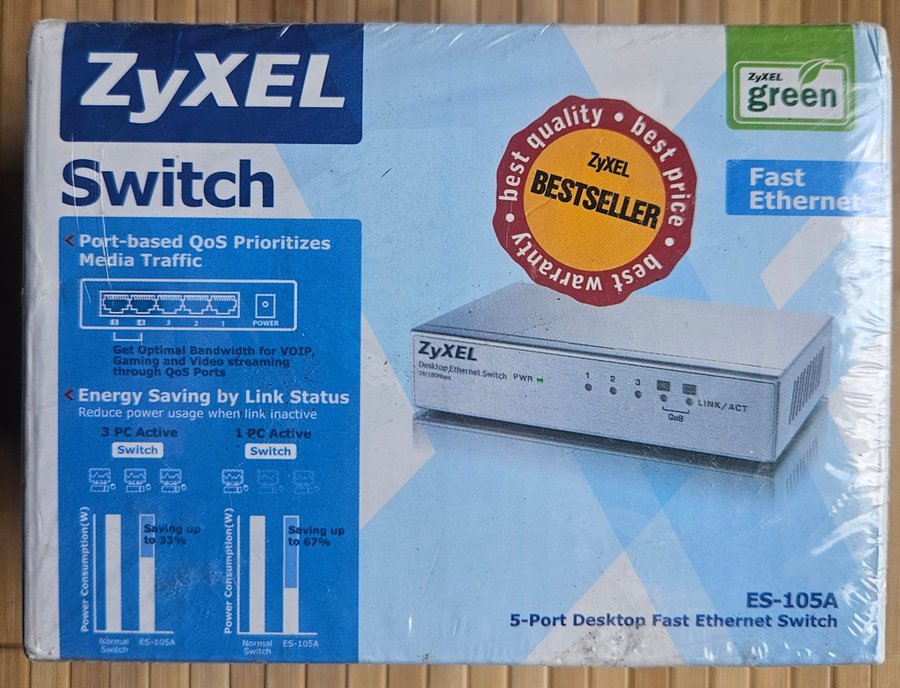 ZyXEL
Switch
Port-based QoS Prioritizes
Media Traffic
5 4 3 2 1 POWER
Get Optimal Bandwidth for VOIP,
Gaming and Video streaming
through QoS Ports
Energy Saving by Link Status
Reduce power usage when link inactive
3 PC Active
Switch
1 PC Active
Switch
Power Consumption(W)
Saving up
to 33%
Normal
Switch
ES-105A
Power Consumption(W)
Saving up
to 67%
Normal
Switch
ES-105A
ZyXEL
green
Fast
Ethernet
best quality • best price • best warranty •
ZyXEL
BESTSELLER
ZyXEL
Desktop Ethernet Switch PWR
10/100Mbps
1 2 3
LINK/ACT
QoS
ES-105A
5-Port Desktop Fast Ethernet Switch